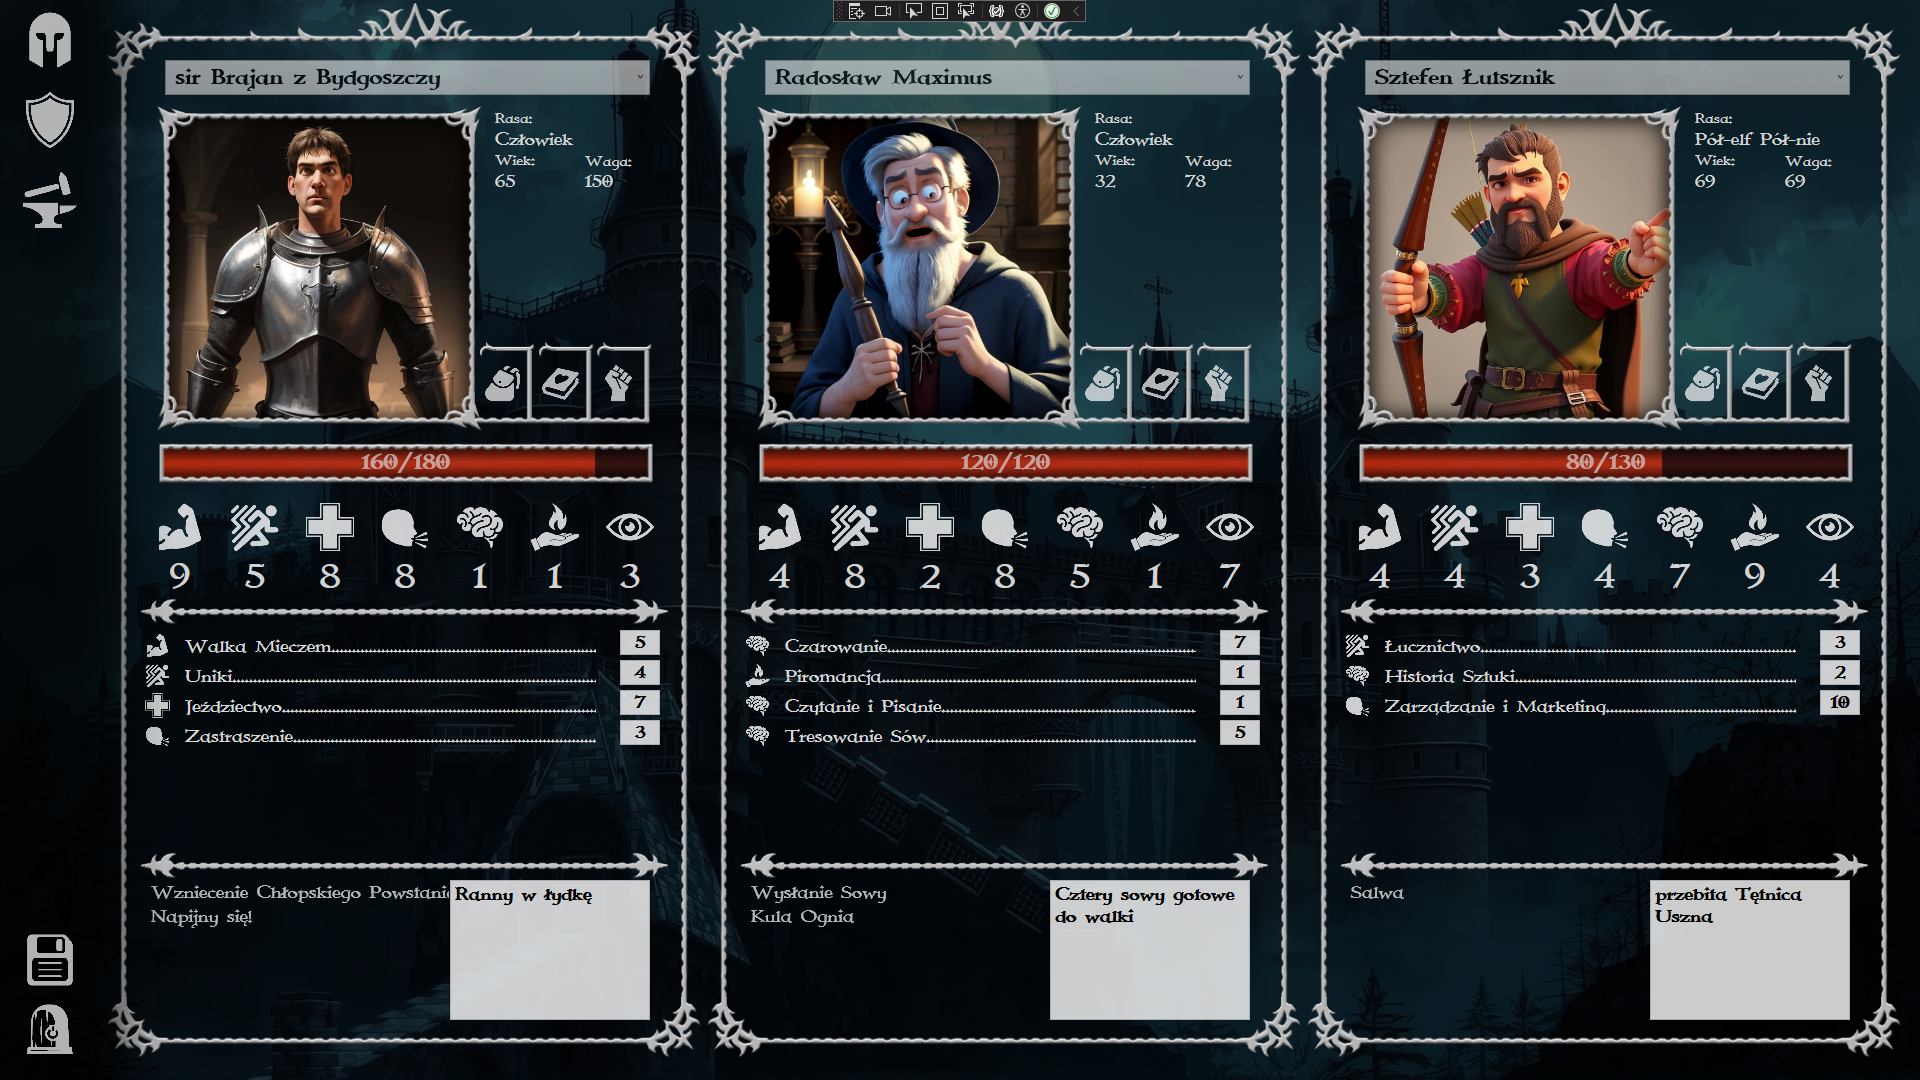 sir Brajan z Bydgoszczy
Rasa:
Człowiek
Wiek:
Waga:
65
150
160/180
9
5
8
8
1
1
3
Walka Mieczem
5
Uniki
4
Jeździectwo
7
Zastraszenie
3
Wzniecenie Chłopskiego Powstani
Napijny się!
Ranny w łydkę
Radosław Maximus
Rasa:
Człowiek
Wiek:
Waga:
32
78
120/120
4
8
2
8
5
1
7
Czarowanie
7
Piromancja
1
Czytanie i Pisanie
1
Tresowanie Sów
5
Wysłanie Sowy
Kula Ognia
Cztery sowy gotowe
do walki
Sztefen Łutsznik
Rasa:
Pół-elf Pół-nie
Wiek:
Waga:
69
69
80/130
4
4
3
4
7
9
4
Łucznictwo
3
Historia Sztuki
2
Zarządzanie i Marketing
10
Salwa
przebita Tętnica
Uszna